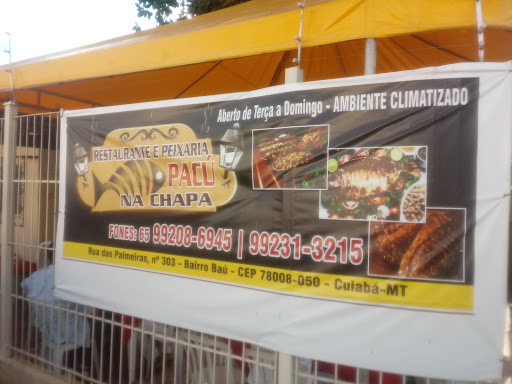 Aberto de Terça a Domingo - AMBIENTE CLIMATIZADO
RESTAURANTE E PEIXARIA
PACÚ
NA CHAPA
FONES: 65 99208-6945 | 99231-3215
Rua das Palmeiras, nº 303 - Bairro Baú - CEP 78008-050 - Cuiabá-MT